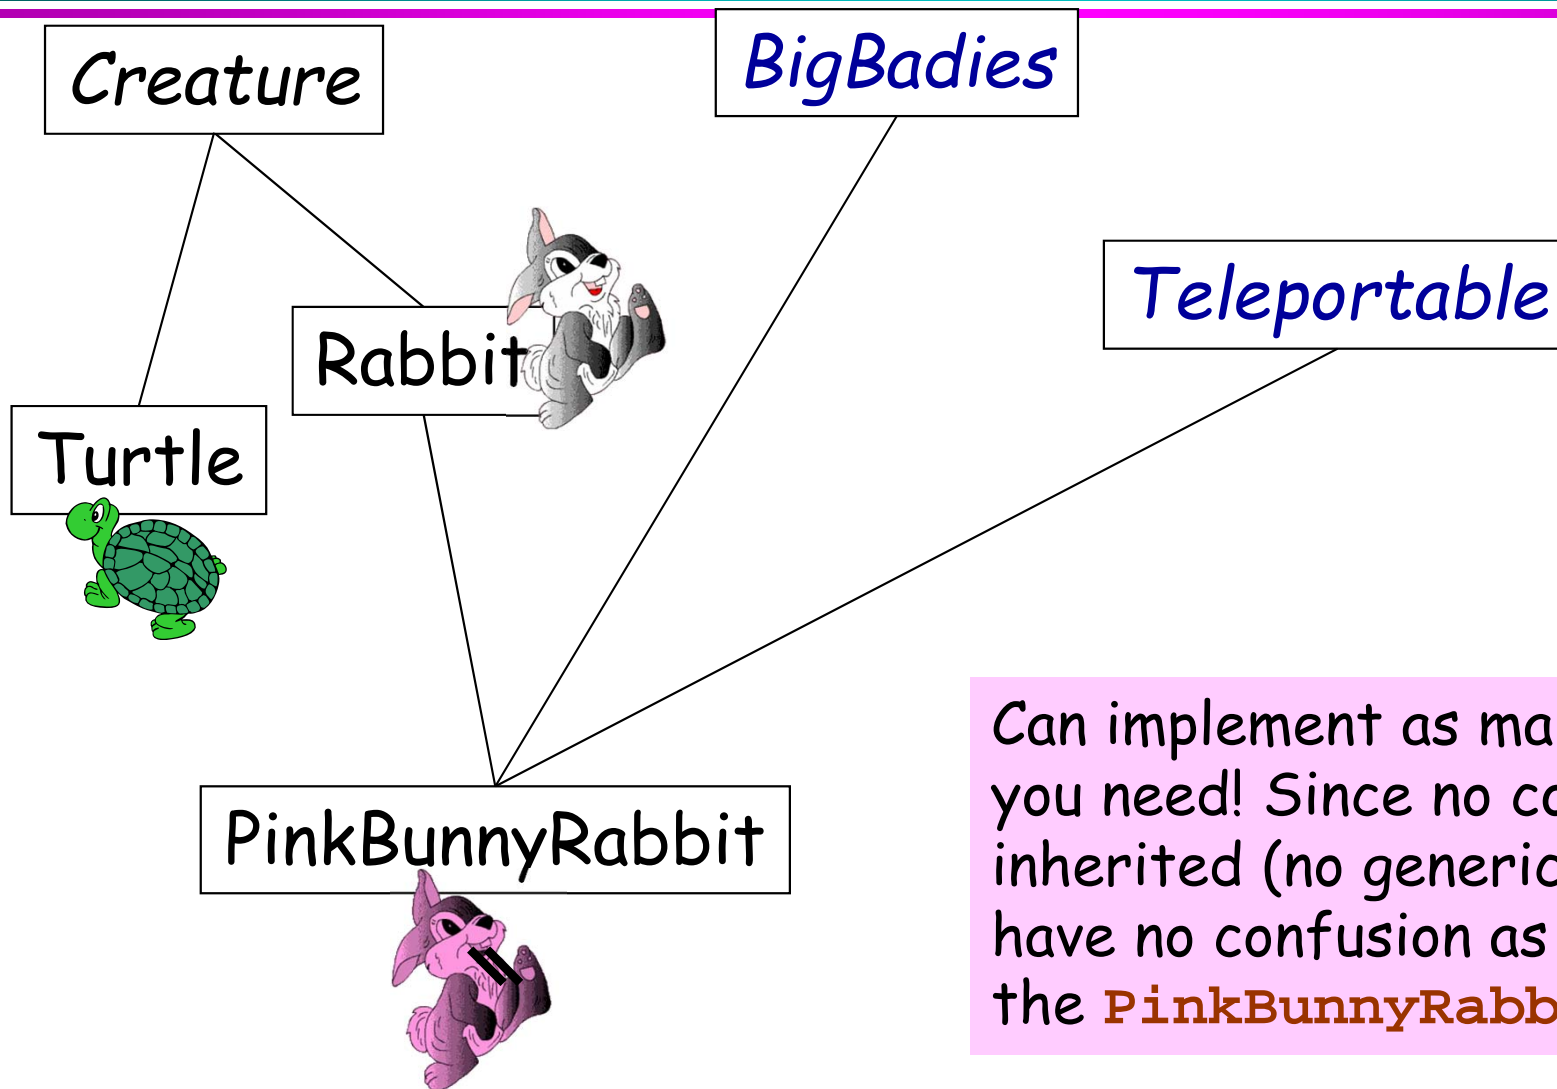 Creature
BigBadies
Teleportable
Rabbit
Turtle
PinkBunnyRabbit
Can implement as ma
you need! Since no co
inherited (no generic
have no confusion as
the PinkBunnyRabb